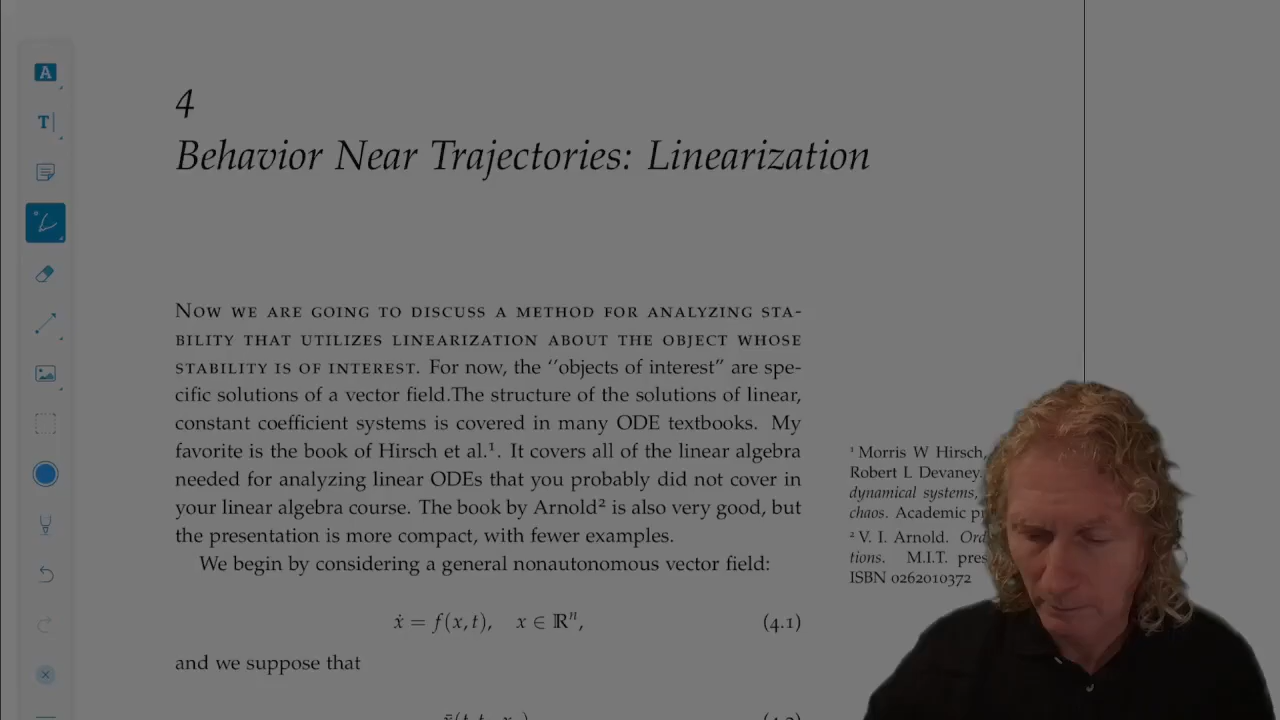 4
Behavior Near Trajectories: Linearization
Now we are going to discuss a method for analyzing sta-
bility that utilizes linearization about the object whose
stability is of interest. For now, the ‘‘objects of interest” are spe-
cific solutions of a vector field.The structure of the solutions of linear,
constant coefficient systems is covered in many ODE textbooks. My
favorite is the book of Hirsch et al.¹. It covers all of the linear algebra
needed for analyzing linear ODEs that you probably did not cover in
your linear algebra course. The book by Arnold² is also very good, but
the presentation is more compact, with fewer examples.
We begin by considering a general nonautonomous vector field:
ẋ = f(x, t), x ∈ ℝⁿ, (4.1)
and we suppose that
¹ Morris W Hirsch,
Robert L Devaney.
dynamical systems,
chaos. Academic
² V. I. Arnold.
tions. M.I.T.
ISBN 0262010372
A
T